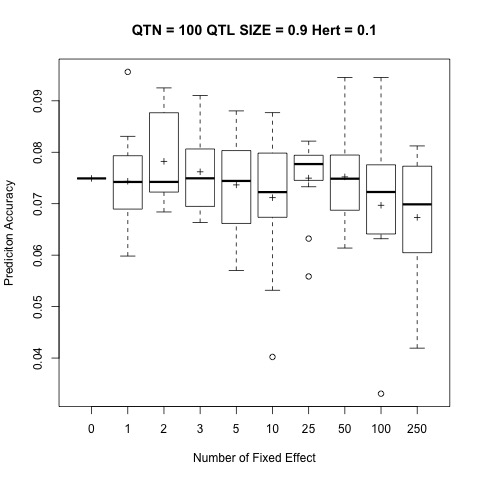 QTN = 100 QTL SIZE = 0.9 Hert = 0.1
Prediciton Accuracy
0.09
0.08
0.07
0.06
0.05
0.04
0 1 2 3 5 10 25 50 100 250
Number of Fixed Effect